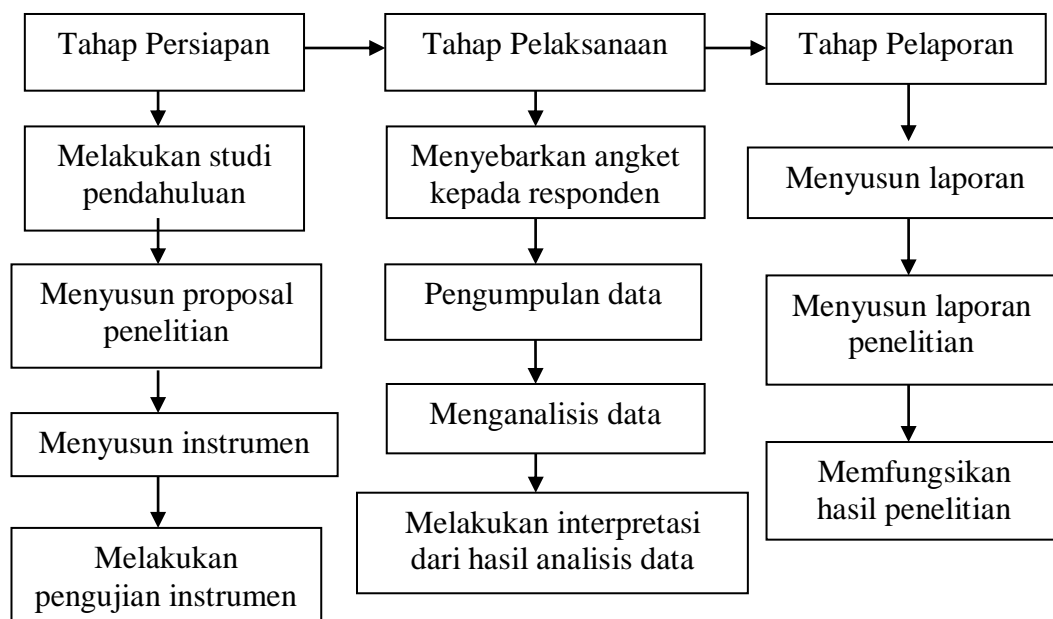 Tahap Persiapan
Melakukan studi
pendahuluan
Menyusun proposal
penelitian
Menyusun instrumen
Melakukan
pengujian instrumen
Tahap Pelaksanaan
Menyebarkan angket
kepada responden
Pengumpulan data
Menganalisis data
Melakukan interpretasi
dari hasil analisis data
Tahap Pelaporan
Menyusun laporan
Menyusun laporan
penelitian
Memfungsikan
hasil penelitian